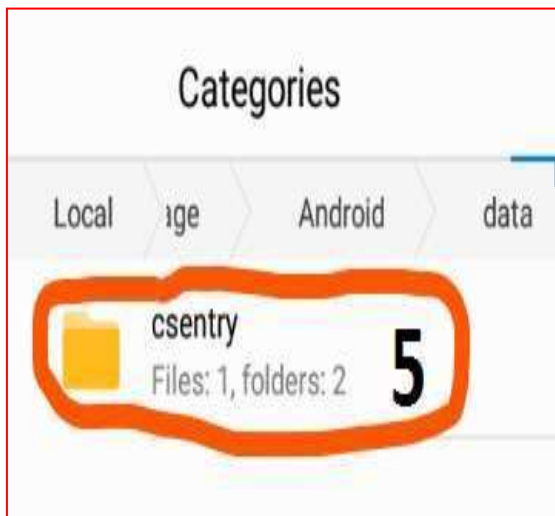 Categories
Local
age
Android
data
csentry
Files: 1, folders: 2
5